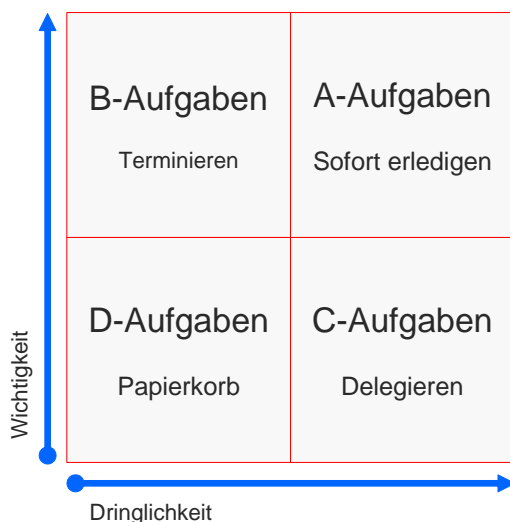 B-Aufgaben
Terminieren
A-Aufgaben
Sofort erledigen
D-Aufgaben
Papierkorb
C-Aufgaben
Delegieren
Wichtigkeit
Dringlichkeit